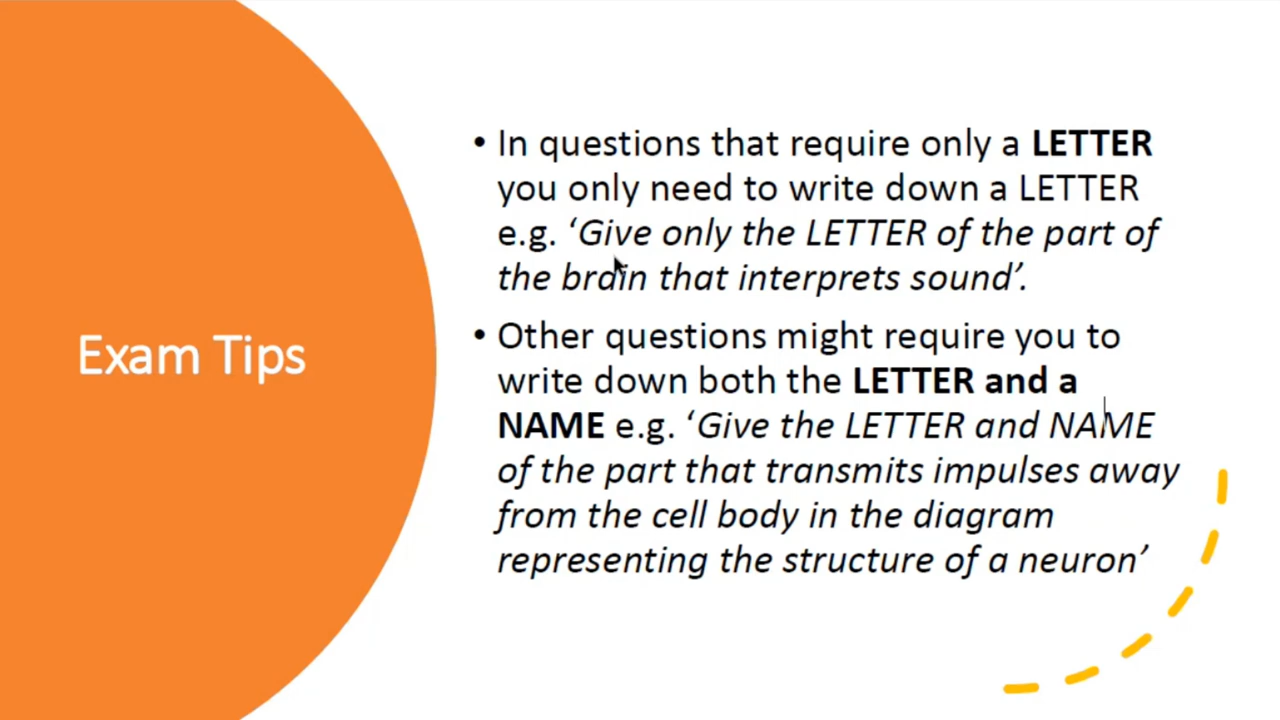 Exam Tips
• In questions that require only a LETTER
you only need to write down a LETTER
e.g. ‘Give only the LETTER of the part of
the brain that interprets sound’.
• Other questions might require you to
write down both the LETTER and a
NAME e.g. ‘Give the LETTER and NAME
of the part that transmits impulses away
from the cell body in the diagram
representing the structure of a neuron’